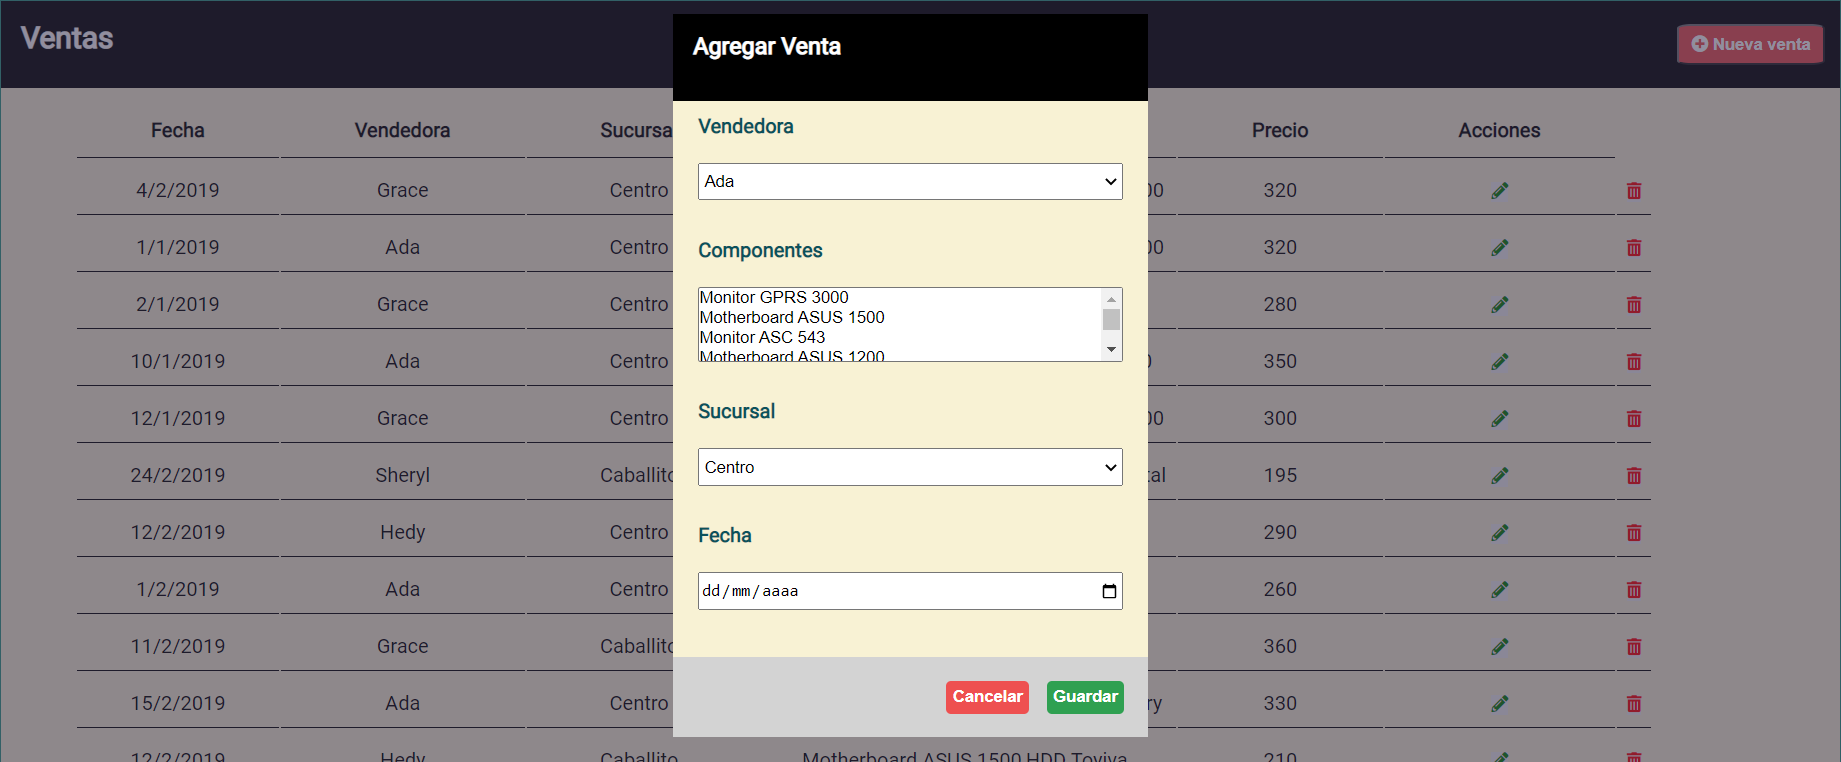 Ventas
Nueva venta
Agregar Venta
Vendedora
Ada
Componentes
Monitor GPRS 3000
Motherboard ASUS 1500
Monitor ASC 543
Motherboard ASUS 1200
Sucursal
Centro
Fecha
dd/mm/aaaa
Cancelar Guardar
Fecha Vendedora Sucursa Precio Acciones
4/2/2019 Grace Centro 00 320
1/1/2019 Ada Centro 00 320
2/1/2019 Grace Centro 280
10/1/2019 Ada Centro 350
12/1/2019 Grace Centro 00 300
24/2/2019 Sheryl Caballito tal 195
12/2/2019 Hedy Centro 290
1/2/2019 Ada Centro 260
11/2/2019 Grace Caballito 360
15/2/2019 Ada Centro ry 330
12/2/2019 Hedy Caballito Motherboard ASUS 1500 HDD Toyiva 210